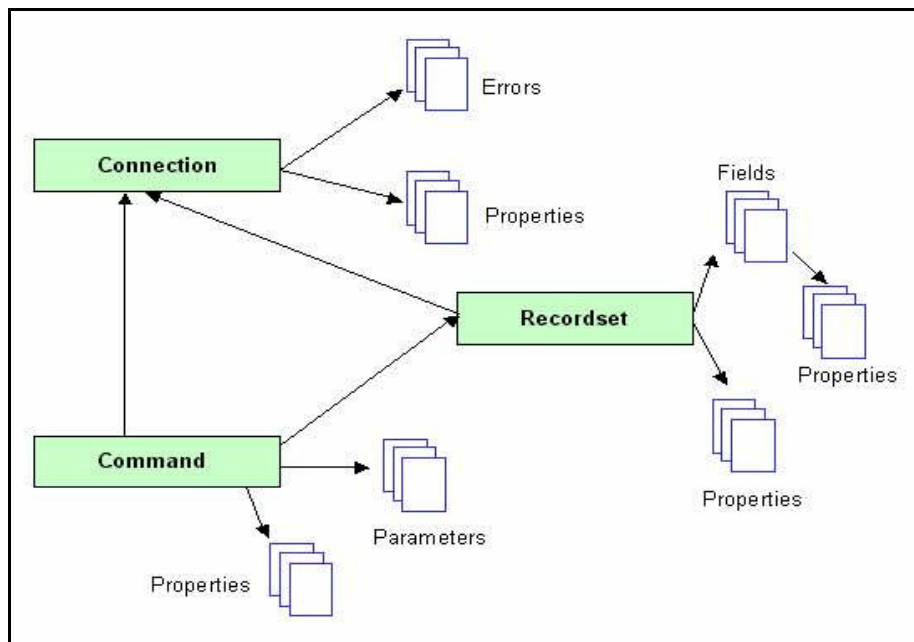 Errors
Connection
Properties
Fields
Recordset
Properties
Command
Properties
Parameters
Properties